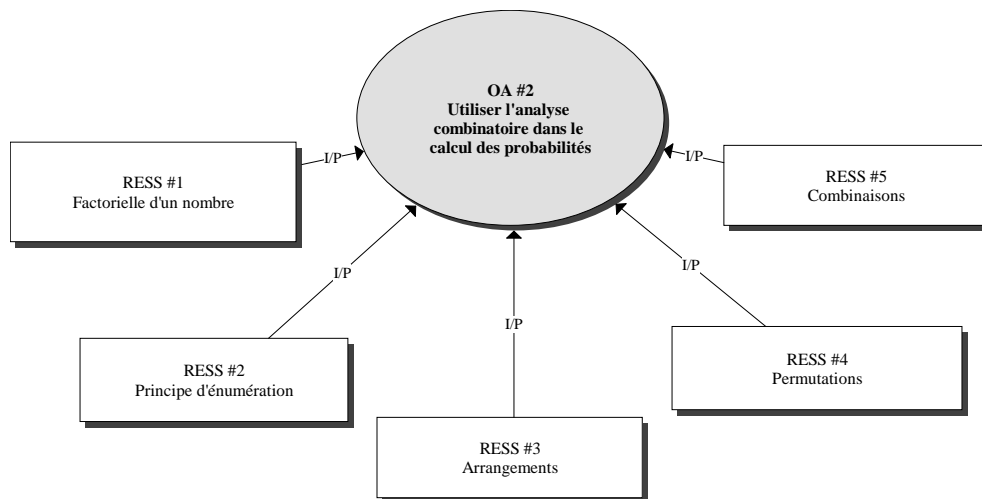 OA #2
Utiliser l'analyse
combinatoire dans le
calcul des probabilités
I/P
I/P
RESS #1
Factorielle d'un nombre
RESS #5
Combinaisons
I/P
I/P
I/P
RESS #2
Principe d'énumération
RESS #4
Permutations
RESS #3
Arrangements